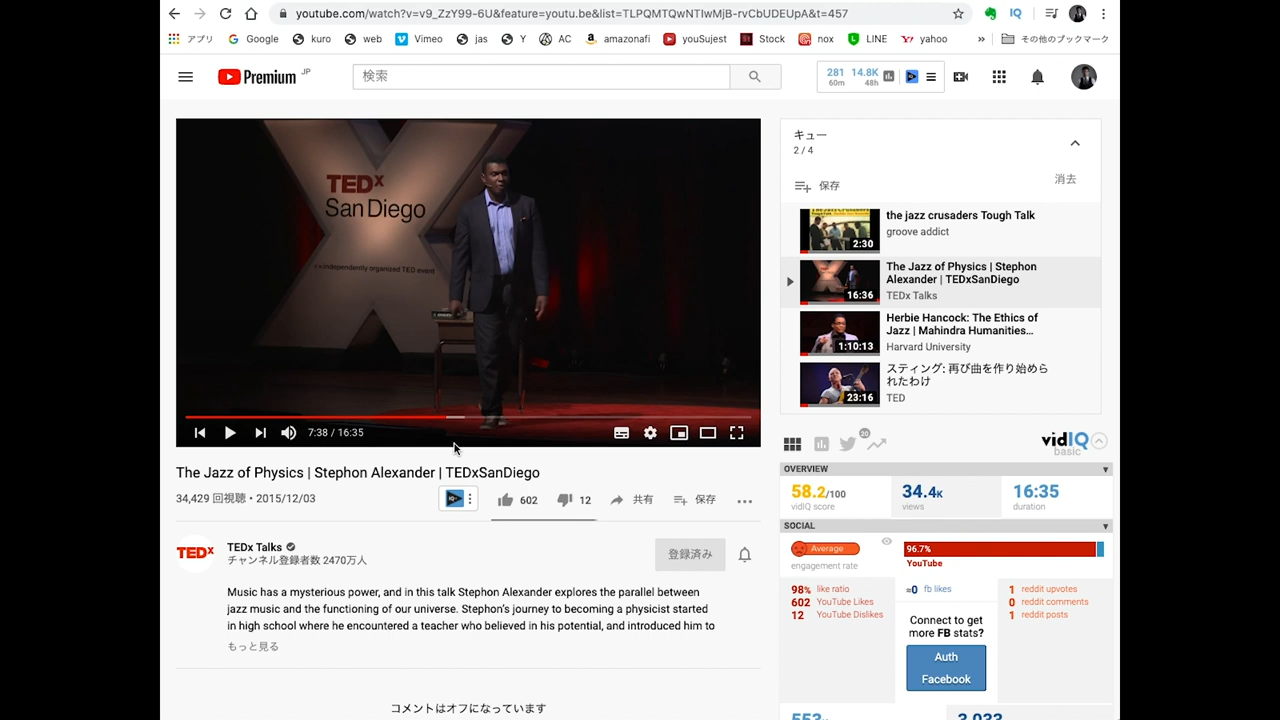 youtube.com/watch?v=v9_ZzY99-6U&feature=youtu.be&list=TLPQMTQwNTIwMjB-rvCbUDEUpA&t=457
アプリ Google kuro web Vimeo jas Y AC amazonafi youSujest Stock nox LINE yahoo » その他のブックマーク
Premium JP
検索
281 14.8K
60m 48h
TEDx
San Diego
x = independently organized TED event
7:38 / 16:35
The Jazz of Physics | Stephon Alexander | TEDxSanDiego
34,429 回視聴・2015/12/03
602 12 共有 保存
TEDx
TEDx Talks
チャンネル登録者数 2470万人
登録済み
Music has a mysterious power, and in this talk Stephon Alexander explores the parallel between
jazz music and the functioning of our universe. Stephon's journey to becoming a physicist started
in high school where he encountered a teacher who believed in his potential, and introduced him to
もっと見る
コメントはオフになっています
キュー
2 / 4
保存
消去
2:30
the jazz crusaders Tough Talk
groove addict
16:36
The Jazz of Physics | Stephon
Alexander | TEDxSanDiego
TEDx Talks
1:10:13
Herbie Hancock: The Ethics of
Jazz | Mahindra Humanities...
Harvard University
23:16
スティング: 再び曲を作り始めら
れたわけ
TED
20
vidIQ
basic
OVERVIEW
58.2/100 34.4K 16:35
vidIQ score views duration
SOCIAL
Average
engagement rate
96.7%
YouTube
98% like ratio
602 YouTube Likes
12 YouTube Dislikes
≈0 fb likes
Connect to get
more FB stats?
Auth
Facebook
1 reddit upvotes
0 reddit comments
1 reddit posts